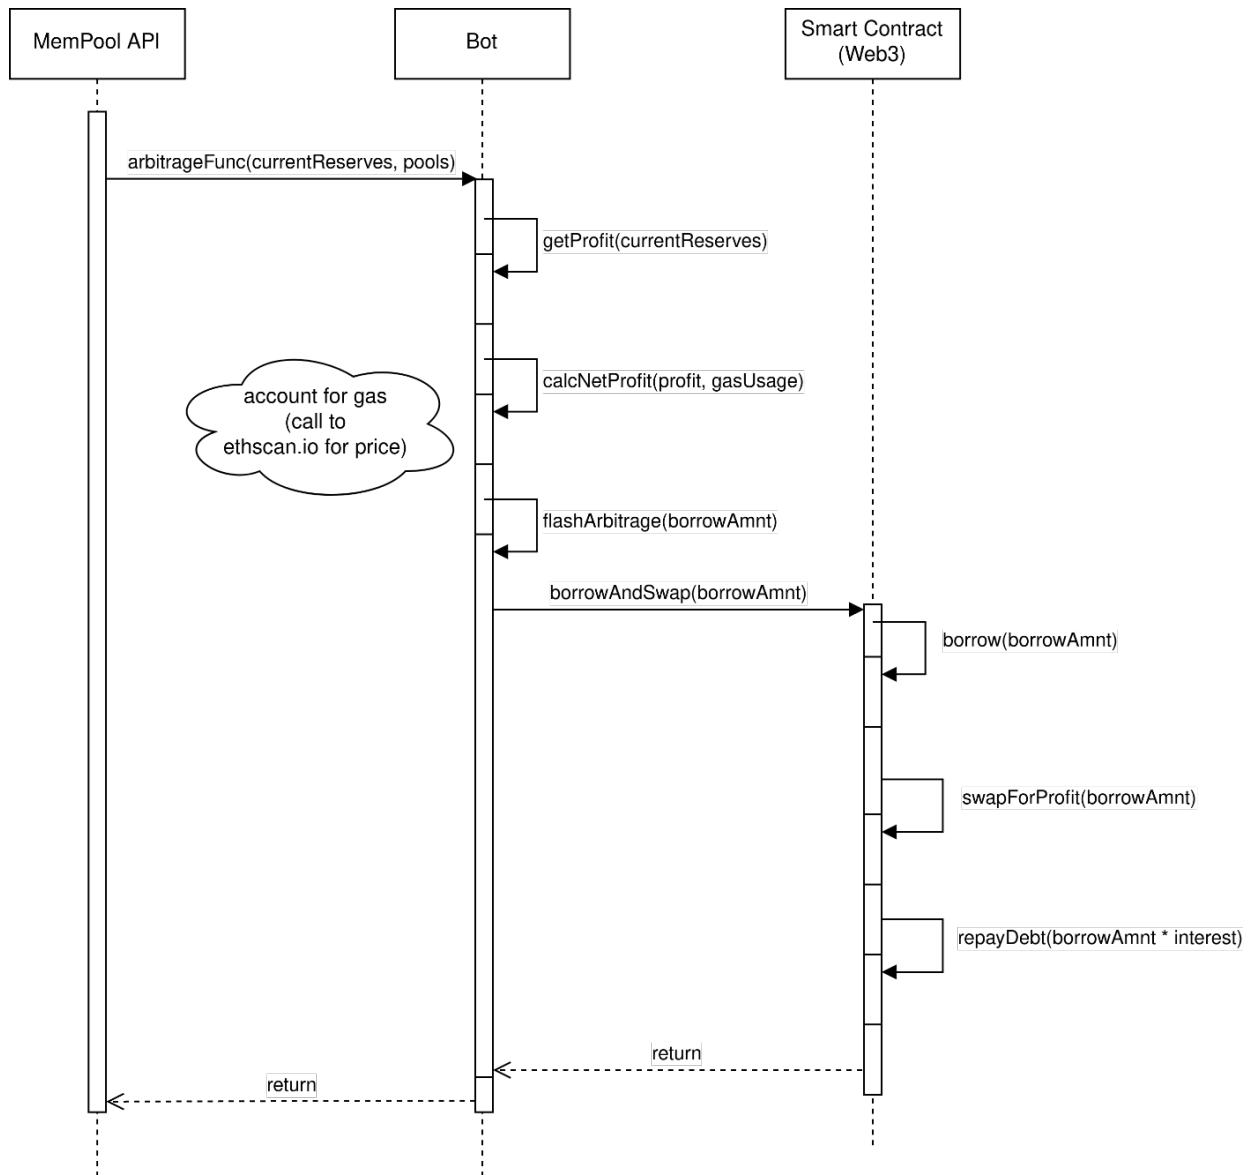 MemPool API
Bot
Smart Contract
(Web3)
arbitrageFunc(currentReserves, pools)
getProfit(currentReserves)
account for gas
(call to
ethscan.io for price)
calcNetProfit(profit, gasUsage)
flashArbitrage(borrowAmnt)
borrowAndSwap(borrowAmnt)
borrow(borrowAmnt)
swapForProfit(borrowAmnt)
repayDebt(borrowAmnt * interest)
return
return